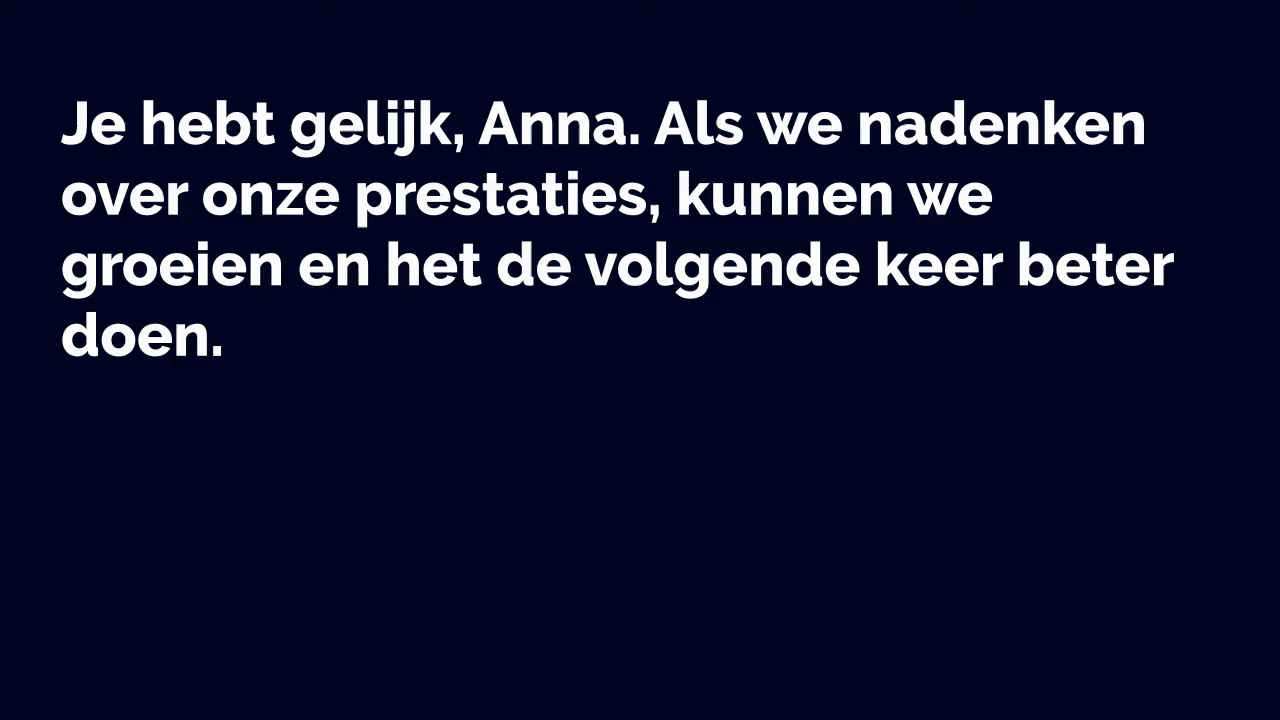 Je hebt gelijk, Anna. Als we nadenken
over onze prestaties, kunnen we
groeien en het de volgende keer beter
doen.